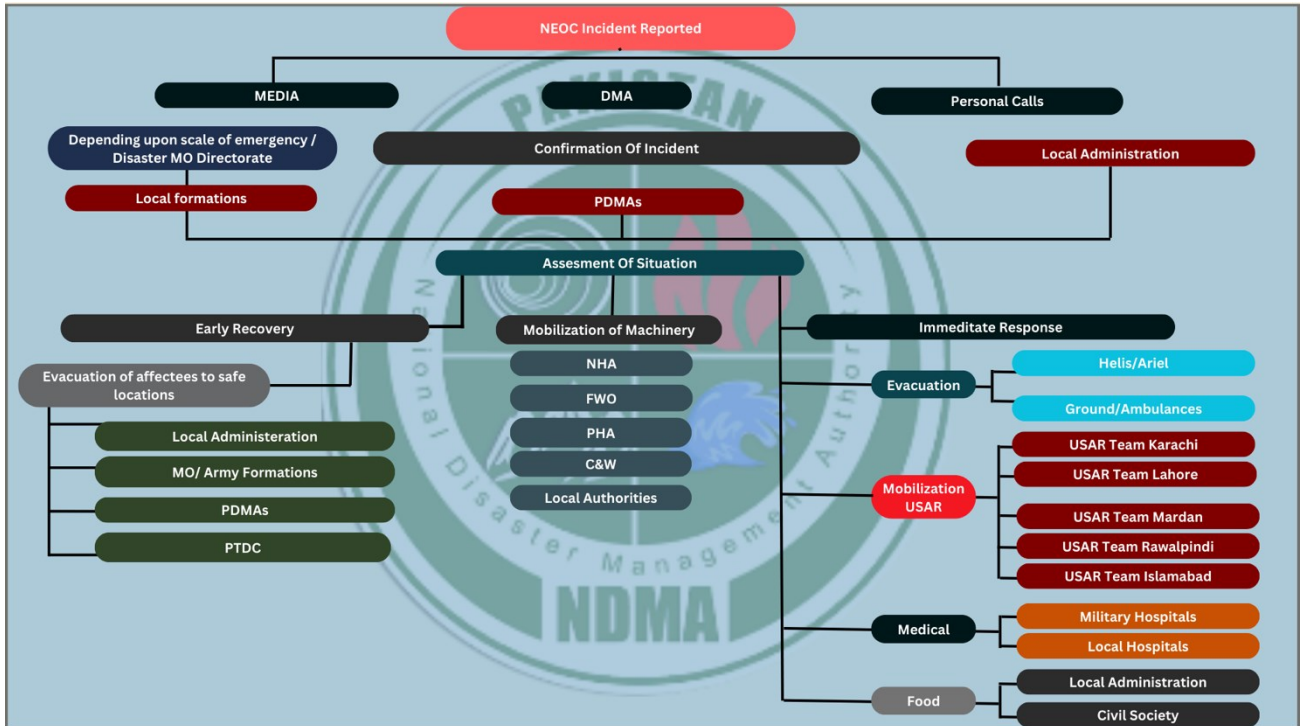 NEOC Incident Reported
MEDIA
DMA
Personal Calls
Depending upon scale of emergency /
Disaster MO Directorate
Confirmation Of Incident
Local Administration
Local formations
PDMAs
Assesment Of Situation
Early Recovery
Mobilization of Machinery
Immeditate Response
Evacuation of affectees to safe
locations
Local Administeration
MO/ Army Formations
PDMAs
PTDC
NHA
FWO
PHA
C&W
Local Authorities
Evacuation
Helis/Ariel
Ground/Ambulances
Mobilization
USAR
USAR Team Karachi
USAR Team Lahore
USAR Team Mardan
USAR Team Rawalpindi
USAR Team Islamabad
Medical
Military Hospitals
Local Hospitals
Food
Local Administration
Civil Society
PAKISTAN
National Disaster Management Authority
NDMA